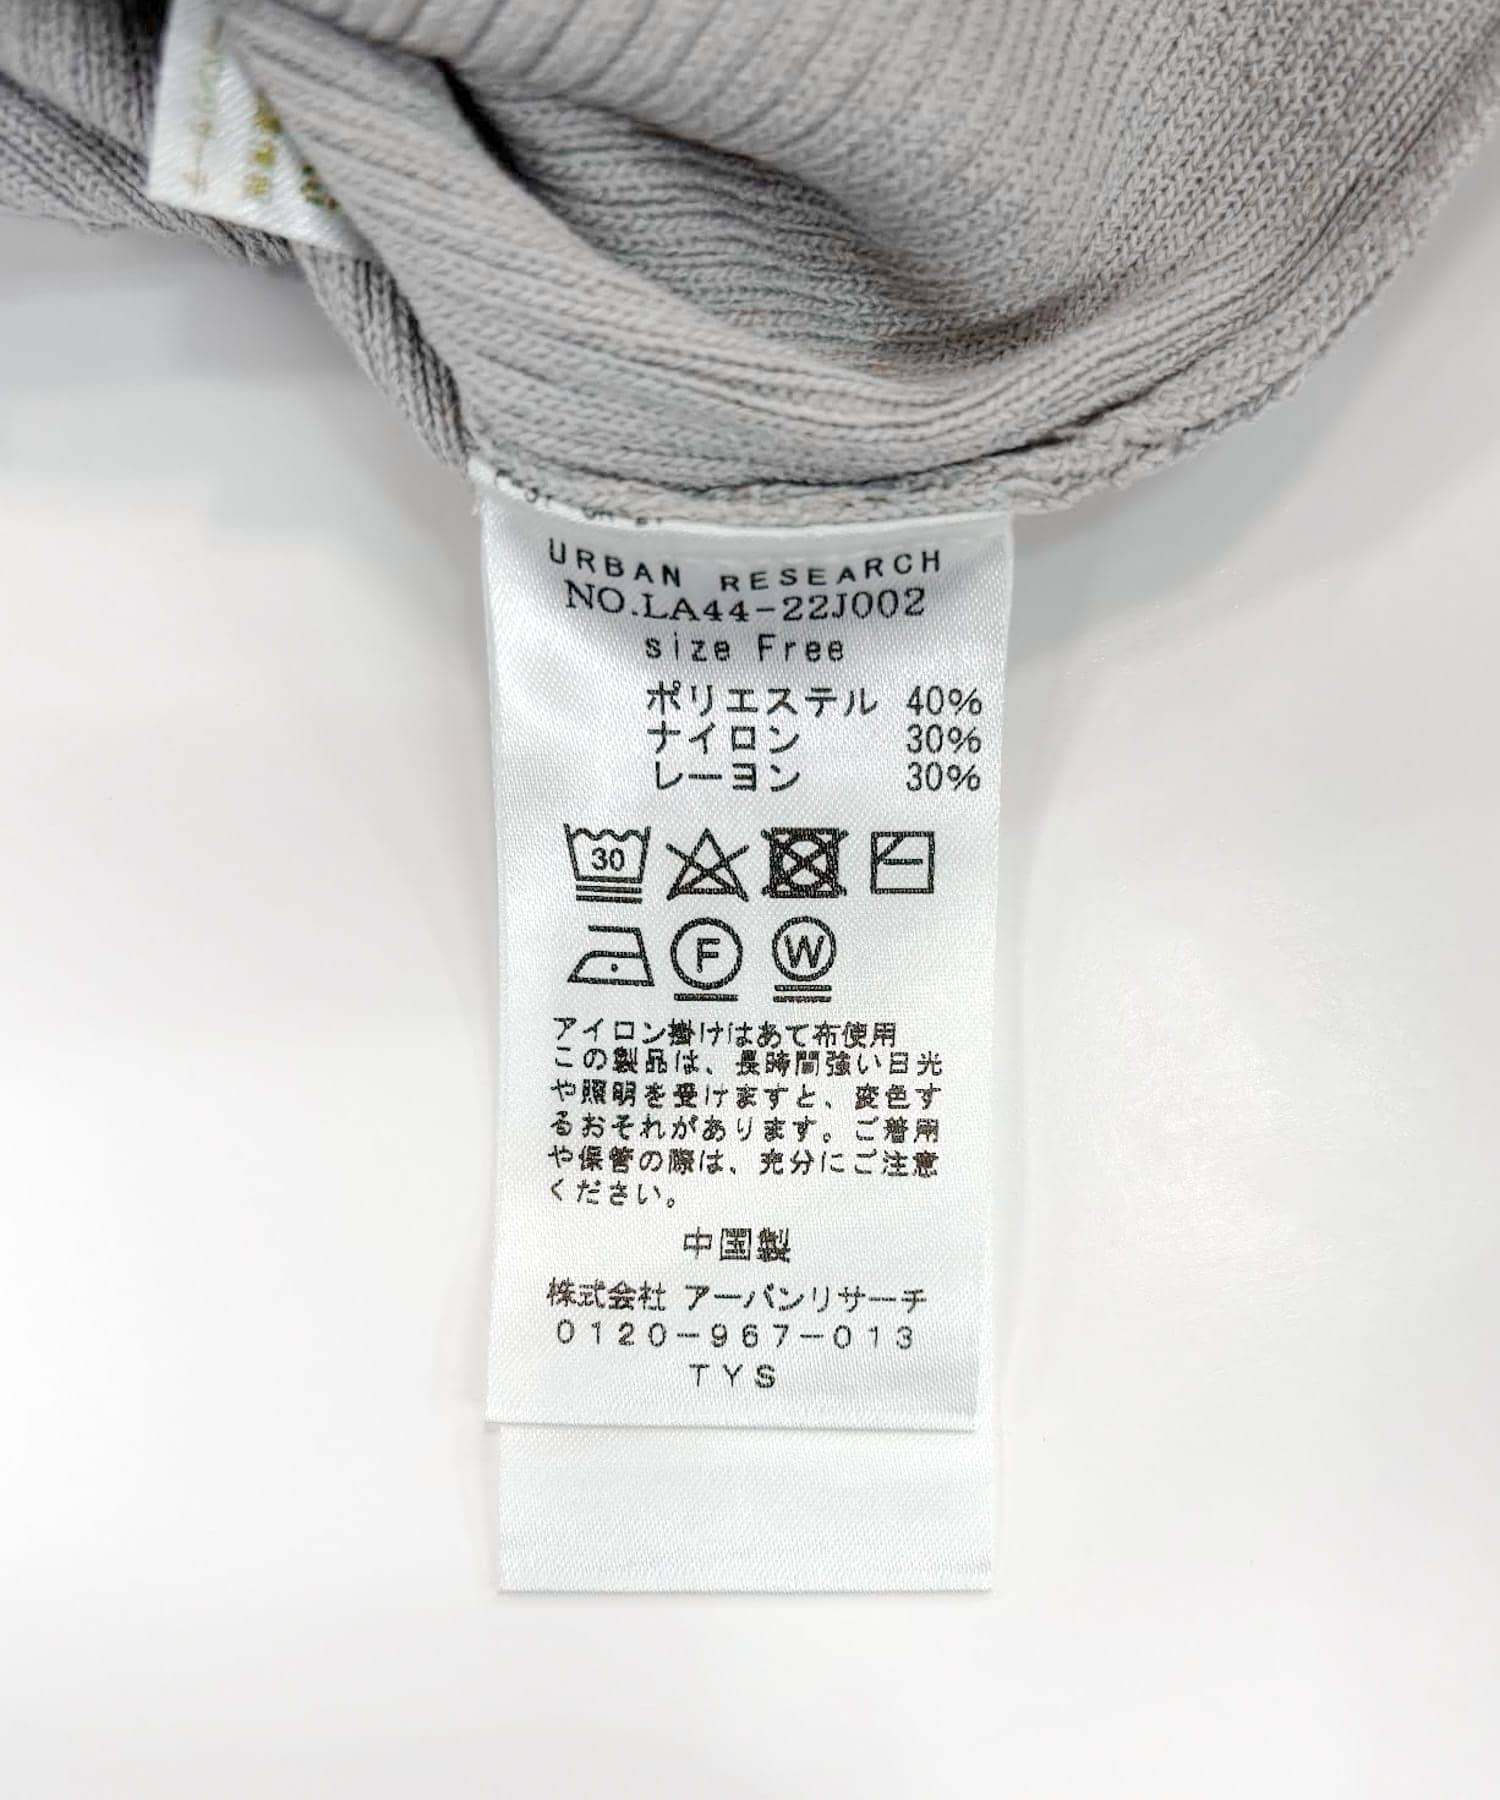 URBAN RESEARCH
NO.LA44-22J002
size Free
ポリエステル 40%
ナイロン 30%
レーヨン 30%
30
F W
アイロン掛けはあて布使用
この製品は、長時間強い日光
や照明を受けますと、変色す
るおそれがあります。ご着用
や保管の際は、充分にご注意
ください。
中国製
株式会社 アーバンリサーチ
0120-967-013
TYS